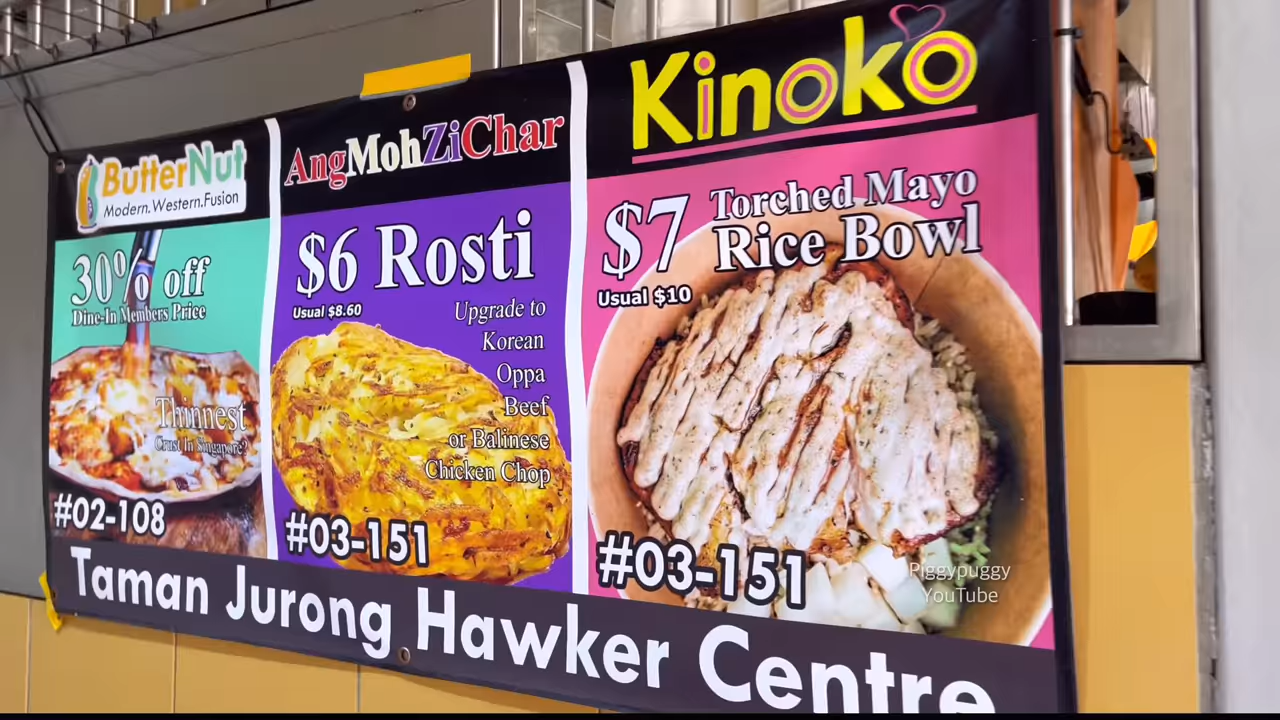 ButterNut
Modern.Western.Fusion
30% off
Dine-In Members Price
Thinnest
Crust In Singapore?
#02-108
AngMohZiChar
$6 Rosti
Usual $8.60
Upgrade to
Korean
Oppa
Beef
or Balinese
Chicken Chop
#03-151
Kinoko
$7 Torched Mayo
Rice Bowl
Usual $10
#03-151
Taman Jurong Hawker Centre
Piggypuggy
YouTube